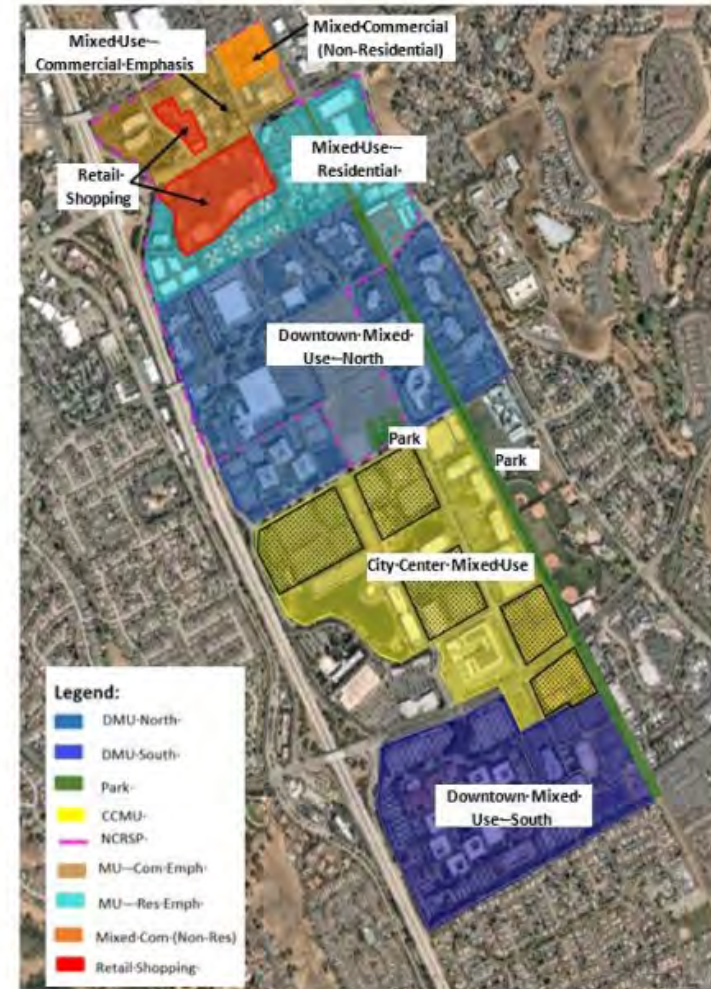 Mixed-Use-–
Commercial-Emphasis
Mixed-Commercial
(Non-Residential)
Retail-
Shopping
Mixed-Use-–
Residential-
Downtown-Mixed-
Use-–North
Park
Park
City-Center-Mixed-Use
Downtown-Mixed
Use-–South
Legend:
DMU-North-
DMU-South-
Park-
CCMU-
NCRSP-
MU-–Com-Emph-
MU-–-Res-Emph-
Mixed-Com-(Non-Res)
Retail-Shopping-